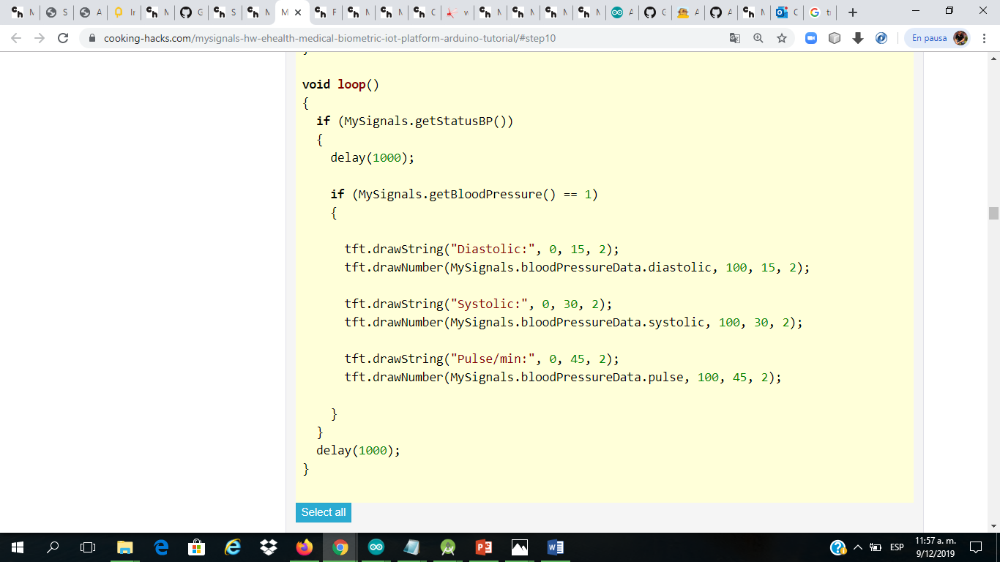 M
S
A
Ir
M
G
S
M
M
F
M
M
C
w
M
M
M
M
A
C
A
A
M
C
tr
cooking-hacks.com/mysignals-hw-ehealth-medical-biometric-iot-platform-arduino-tutorial/#step10
En pausa
}
void loop()
{
if (MySignals.getStatusBP())
{
delay(1000);
if (MySignals.getBloodPressure() == 1)
{
tft.drawString("Diastolic:", 0, 15, 2);
tft.drawNumber(MySignals.bloodPressureData.diastolic, 100, 15, 2);
tft.drawString("Systolic:", 0, 30, 2);
tft.drawNumber(MySignals.bloodPressureData.systolic, 100, 30, 2);
tft.drawString("Pulse/min:", 0, 45, 2);
tft.drawNumber(MySignals.bloodPressureData.pulse, 100, 45, 2);
}
}
delay(1000);
}
Select all
ESP
11:57 a. m.
9/12/2019